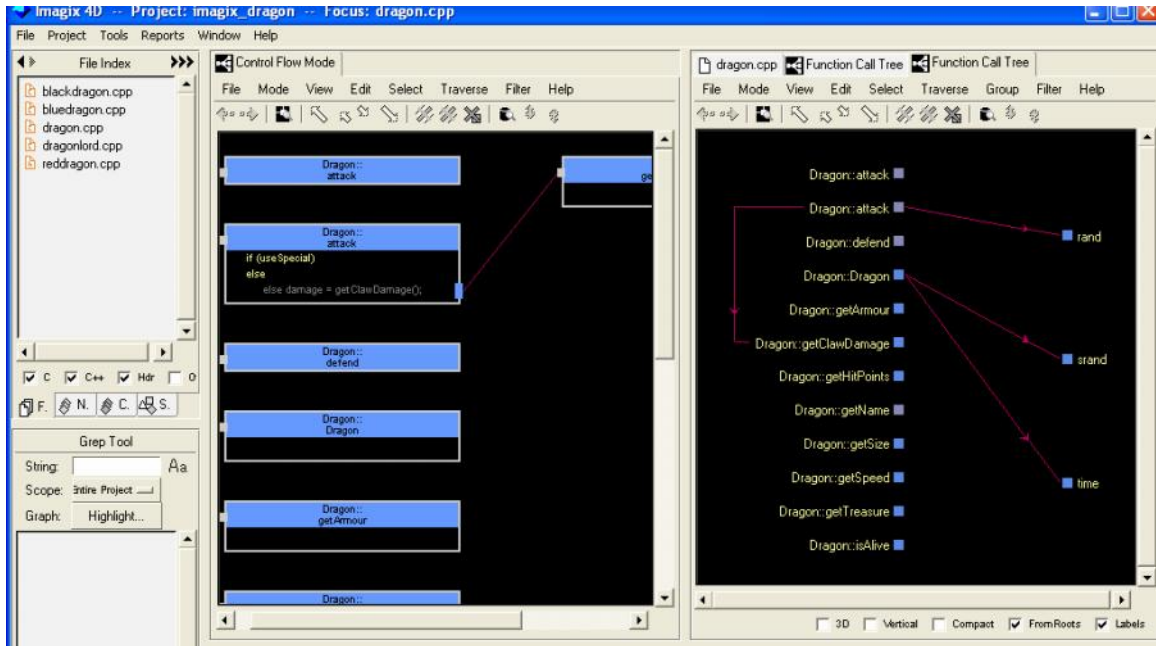 Imagix 4D -- Project: imagix_dragon -- Focus: dragon.cpp
File Project Tools Reports Window Help
File Index
blackdragon.cpp
bluedragon.cpp
dragon.cpp
dragonlord.cpp
reddragon.cpp
C C++ Hdr O
F. N. C. S.
Grep Tool
String: Aa
Scope: Entire Project
Graph: Highlight...
Control Flow Mode
File Mode View Edit Select Traverse Filter Help
Dragon::
attack
ge
Dragon::
attack
if (useSpecial)
else
else damage = getClawDamage();
Dragon::
defend
Dragon::
Dragon
Dragon::
getArmour
Dragon::
dragon.cpp Function Call Tree Function Call Tree
File Mode View Edit Select Traverse Group Filter Help
Dragon::attack
Dragon::attack
rand
Dragon::defend
Dragon::Dragon
Dragon::getArmour
Dragon::getClawDamage
srand
Dragon::getHitPoints
Dragon::getName
Dragon::getSize
Dragon::getSpeed
time
Dragon::getTreasure
Dragon::isAlive
3D Vertical Compact FromRoots Labels